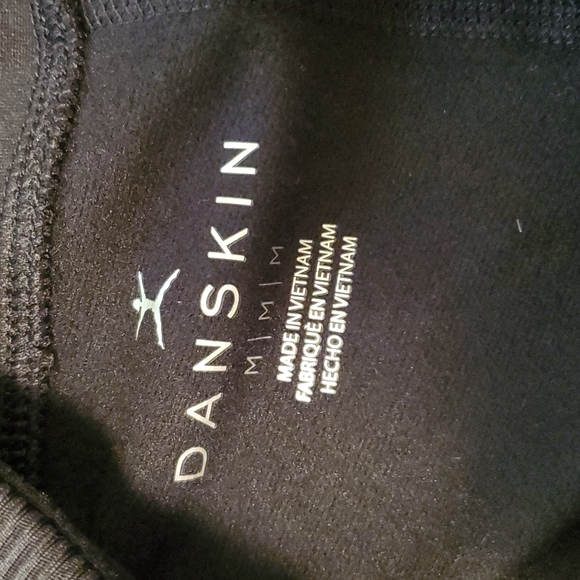 DANSKIN
M | M | M
MADE IN VIETNAM
FABRIQUÉ EN VIETNAM
HECHO EN VIETNAM